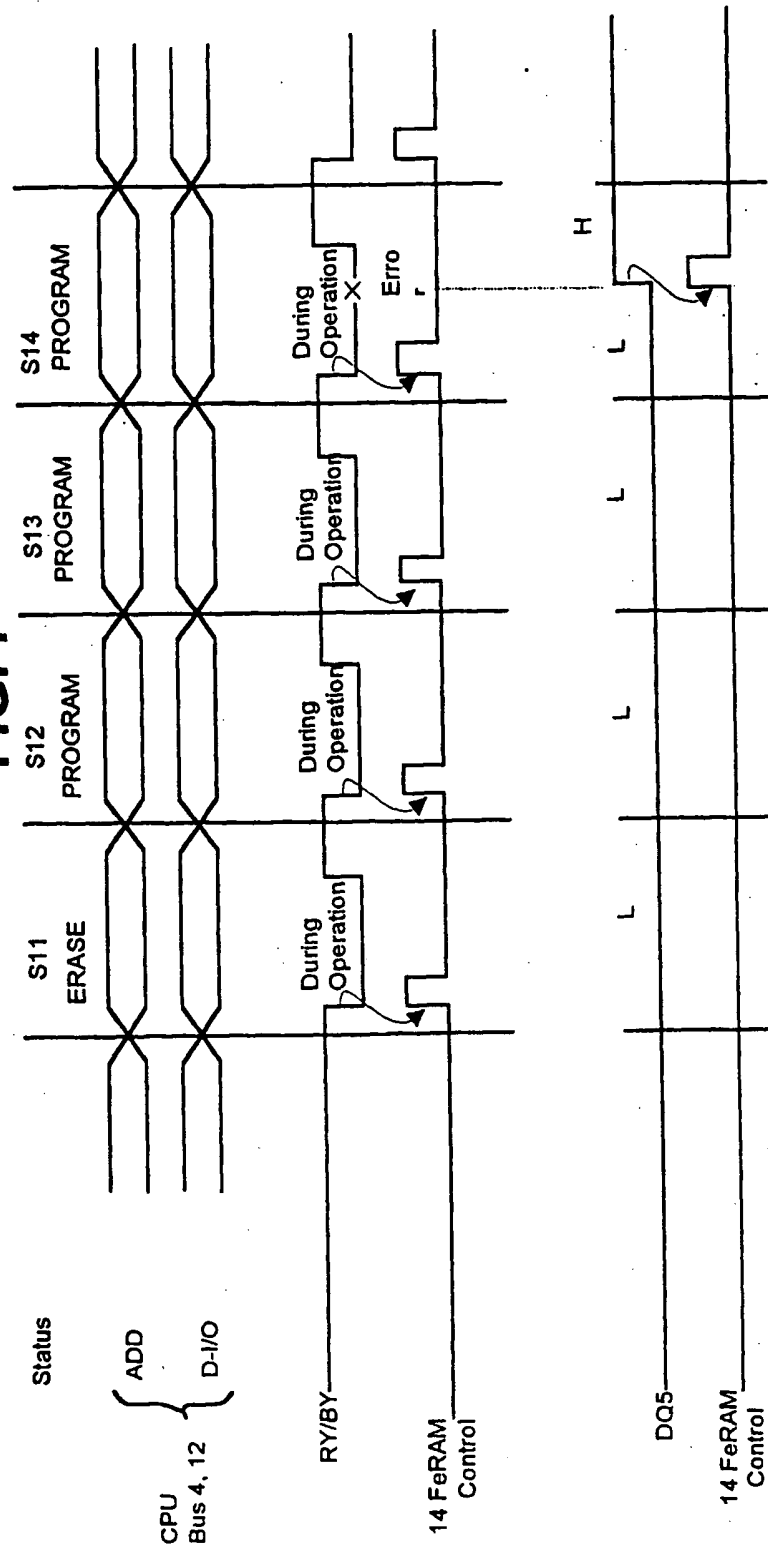 Status
S11
ERASE
S12
PROGRAM
S13
PROGRAM
S14
PROGRAM
CPU
Bus 4, 12
ADD
D-I/O
RY/BY
During
Operation
During
Operation
During
Operation
During
Operation
X
Erro
r
14 FeRAM
Control
L
L
L
L
H
DQ5
14 FeRAM
Control